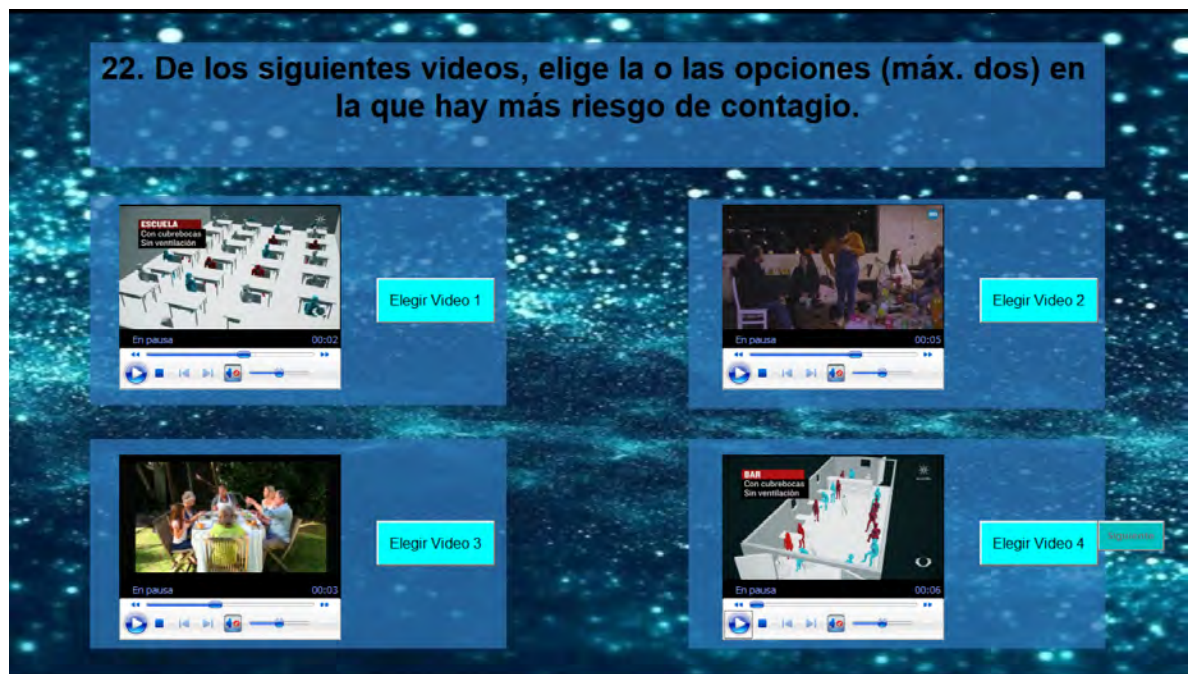 22. De los siguientes videos, elige la o las opciones (máx. dos) en
la que hay más riesgo de contagio.
ESCUELA
Con cubrebocas
Sin ventilación
En pausa 00:02
Elegir Video 1
En pausa 00:05
Elegir Video 2
En pausa 00:03
Elegir Video 3
BAR
Con cubrebocas
Sin ventilación
En pausa 00:06
Elegir Video 4
Siguiente